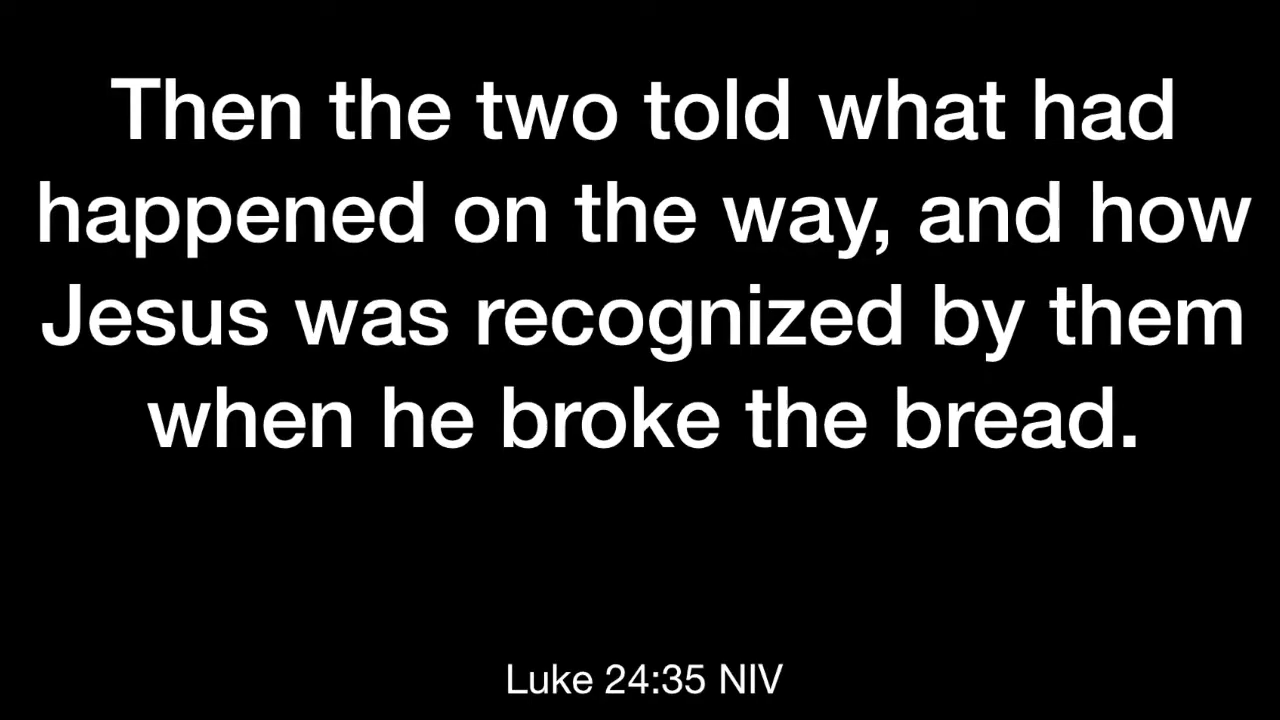 Then the two told what had
happened on the way, and how
Jesus was recognized by them
when he broke the bread.
Luke 24:35 NIV